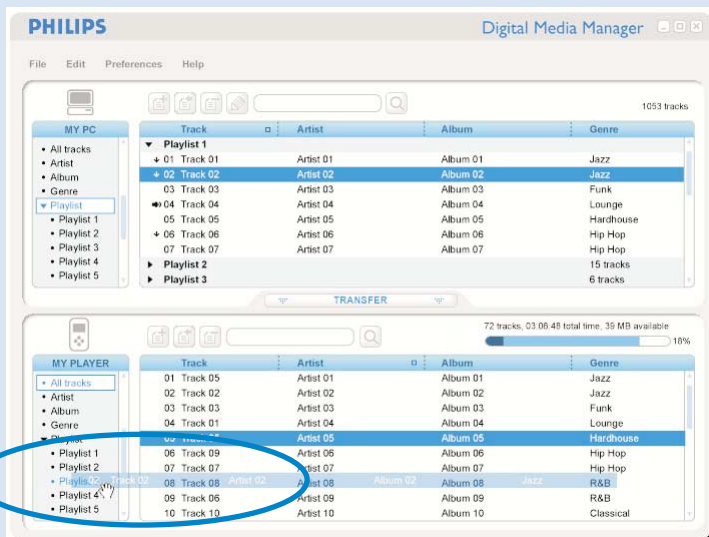 PHILIPS Digital Media Manager
File Edit Preferences Help
1053 tracks
MY PC
• All tracks
• Artist
• Album
• Genre
Playlist
• Playlist 1
• Playlist 2
• Playlist 3
• Playlist 4
• Playlist 5
Track Artist Album Genre
Playlist 1
01 Track 01 Artist 01 Album 01 Jazz
02 Track 02 Artist 02 Album 02 Jazz
03 Track 03 Artist 03 Album 03 Funk
04 Track 04 Artist 04 Album 04 Lounge
05 Track 05 Artist 05 Album 05 Hardhouse
06 Track 06 Artist 06 Album 06 Hip Hop
07 Track 07 Artist 07 Album 07 Hip Hop
Playlist 2 15 tracks
Playlist 3 6 tracks
TRANSFER
72 tracks, 03:06:48 total time, 39 MB available
18%
MY PLAYER
• All tracks
• Artist
• Album
• Genre
Playlist
• Playlist 1
• Playlist 2
• Playlist 4
• Playlist 5
Track Artist Album Genre
01 Track 05 Artist 01 Album 01 Jazz
02 Track 02 Artist 02 Album 02 Jazz
03 Track 03 Artist 03 Album 03 Funk
04 Track 04 Artist 04 Album 04 Lounge
Artist 05 Album 05 Hardhouse
06 Track 09 Artist 06 Album 06 Hip Hop
07 Track 07 Artist 07 Album 07 Hip Hop
02 Track 02 Artist 02 Album 02 Jazz
08 Track 08 Artist 08 Album 08 R&B
09 Track 06 Artist 09 Album 09 R&B
10 Track 10 Artist 10 Album 10 Classical